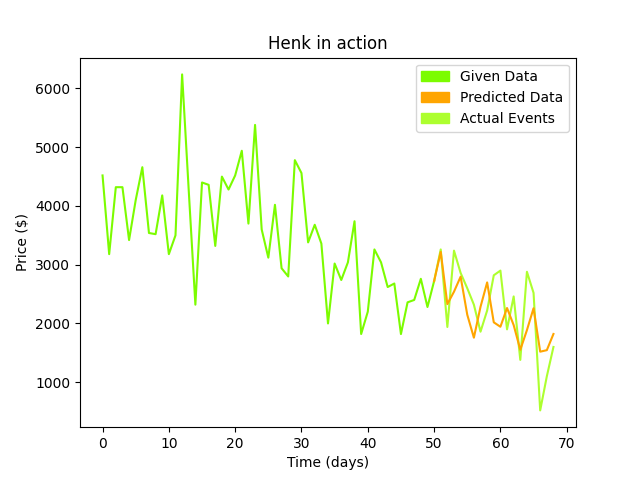 Henk in action
Given Data
Predicted Data
Actual Events
Price ($)
6000
5000
4000
3000
2000
1000
0 10 20 30 40 50 60 70
Time (days)